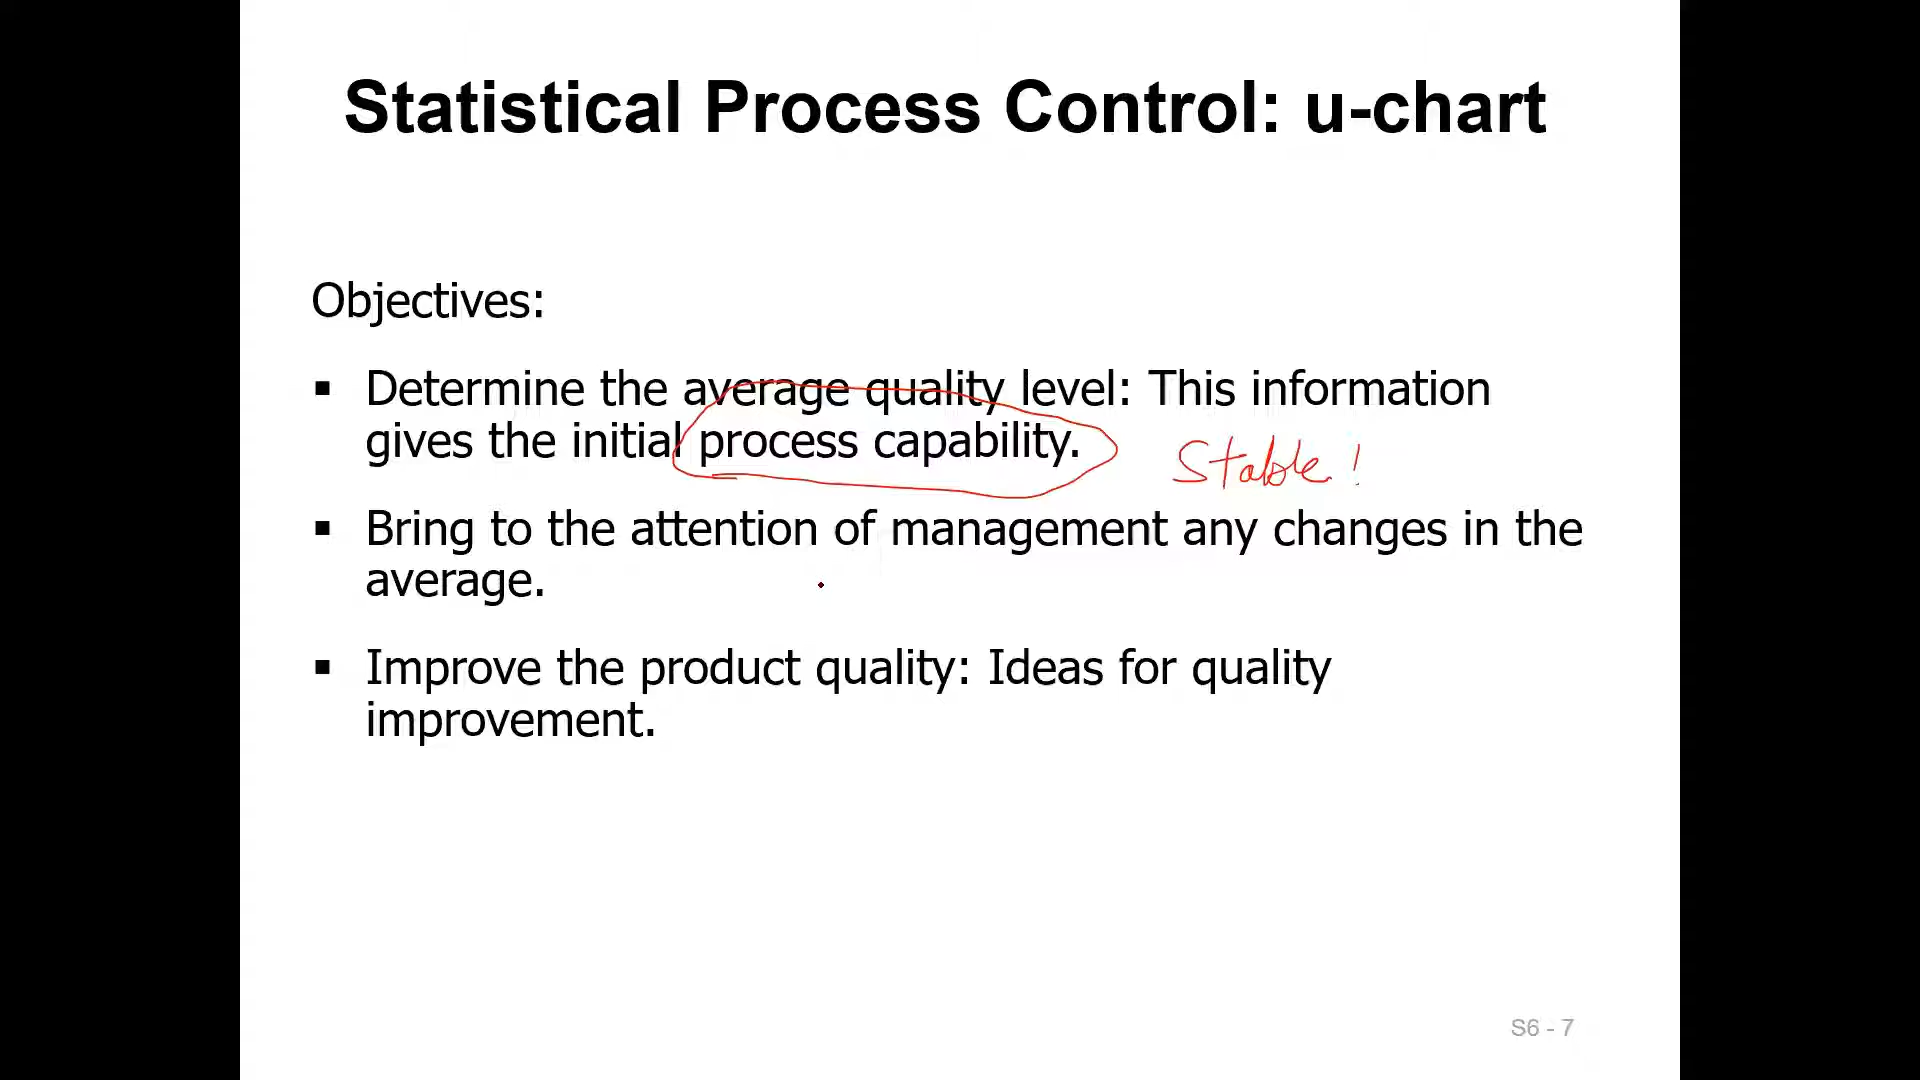 Statistical Process Control: u-chart
Objectives:
▪ Determine the average quality level: This information
gives the initial process capability.
Stable!
▪ Bring to the attention of management any changes in the
average.
▪ Improve the product quality: Ideas for quality
improvement.
S6 - 7